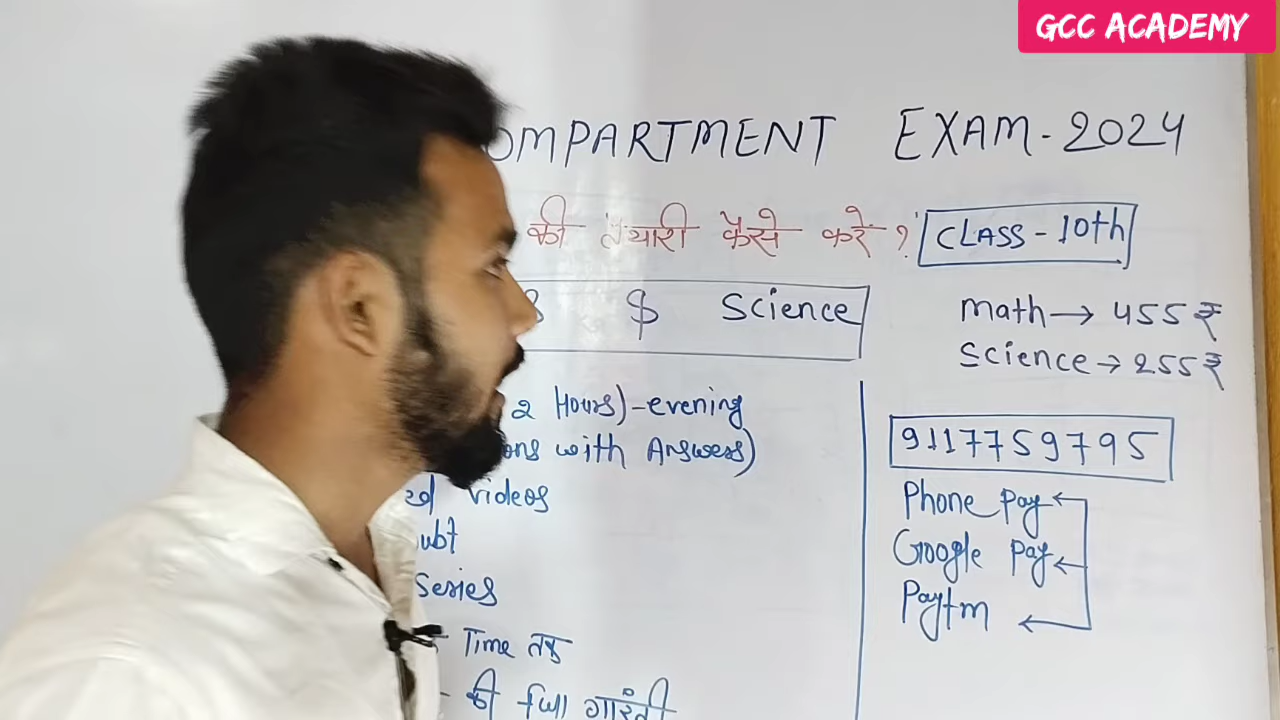 GCC ACADEMY
OMPARTMENT EXAM-2024
की तैयारी कैसे करे ?
CLASS-10th
$ Science
math → 455₹
Science → 255₹
2 Hours)-evening
ons with Answers)
9117759795
videos
Phone pay
ubt
Google pay
Series
Paytm
Time तक
की full गारंटी